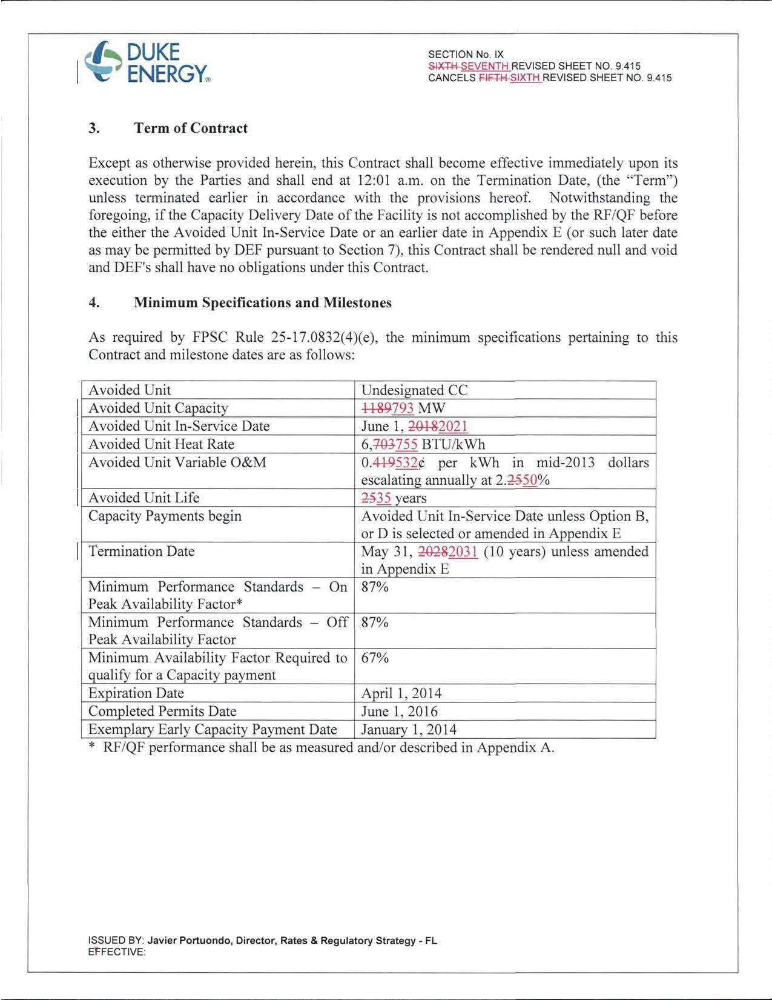 DUKE
ENERGY®
SECTION No. IX
SIXTH SEVENTH REVISED SHEET NO. 9.415
CANCELS FIFTH SIXTH REVISED SHEET NO. 9.415
3. Term of Contract
Except as otherwise provided herein, this Contract shall become effective immediately upon its
execution by the Parties and shall end at 12:01 a.m. on the Termination Date, (the “Term”)
unless terminated earlier in accordance with the provisions hereof. Notwithstanding the
foregoing, if the Capacity Delivery Date of the Facility is not accomplished by the RF/QF before
the either the Avoided Unit In-Service Date or an earlier date in Appendix E (or such later date
as may be permitted by DEF pursuant to Section 7), this Contract shall be rendered null and void
and DEF's shall have no obligations under this Contract.
4. Minimum Specifications and Milestones
As required by FPSC Rule 25-17.0832(4)(e), the minimum specifications pertaining to this
Contract and milestone dates are as follows:
Avoided Unit Undesignated CC
Avoided Unit Capacity 1189793 MW
Avoided Unit In-Service Date June 1, 20182021
Avoided Unit Heat Rate 6,703755 BTU/kWh
Avoided Unit Variable O&M 0.419532¢ per kWh in mid-2013 dollars
escalating annually at 2.2550%
Avoided Unit Life 2535 years
Capacity Payments begin Avoided Unit In-Service Date unless Option B,
or D is selected or amended in Appendix E
Termination Date May 31, 20282031 (10 years) unless amended
in Appendix E
Minimum Performance Standards – On 87%
Peak Availability Factor*
Minimum Performance Standards – Off 87%
Peak Availability Factor
Minimum Availability Factor Required to 67%
qualify for a Capacity payment
Expiration Date April 1, 2014
Completed Permits Date June 1, 2016
Exemplary Early Capacity Payment Date January 1, 2014
* RF/QF performance shall be as measured and/or described in Appendix A.
ISSUED BY: Javier Portuondo, Director, Rates & Regulatory Strategy - FL
EFFECTIVE: